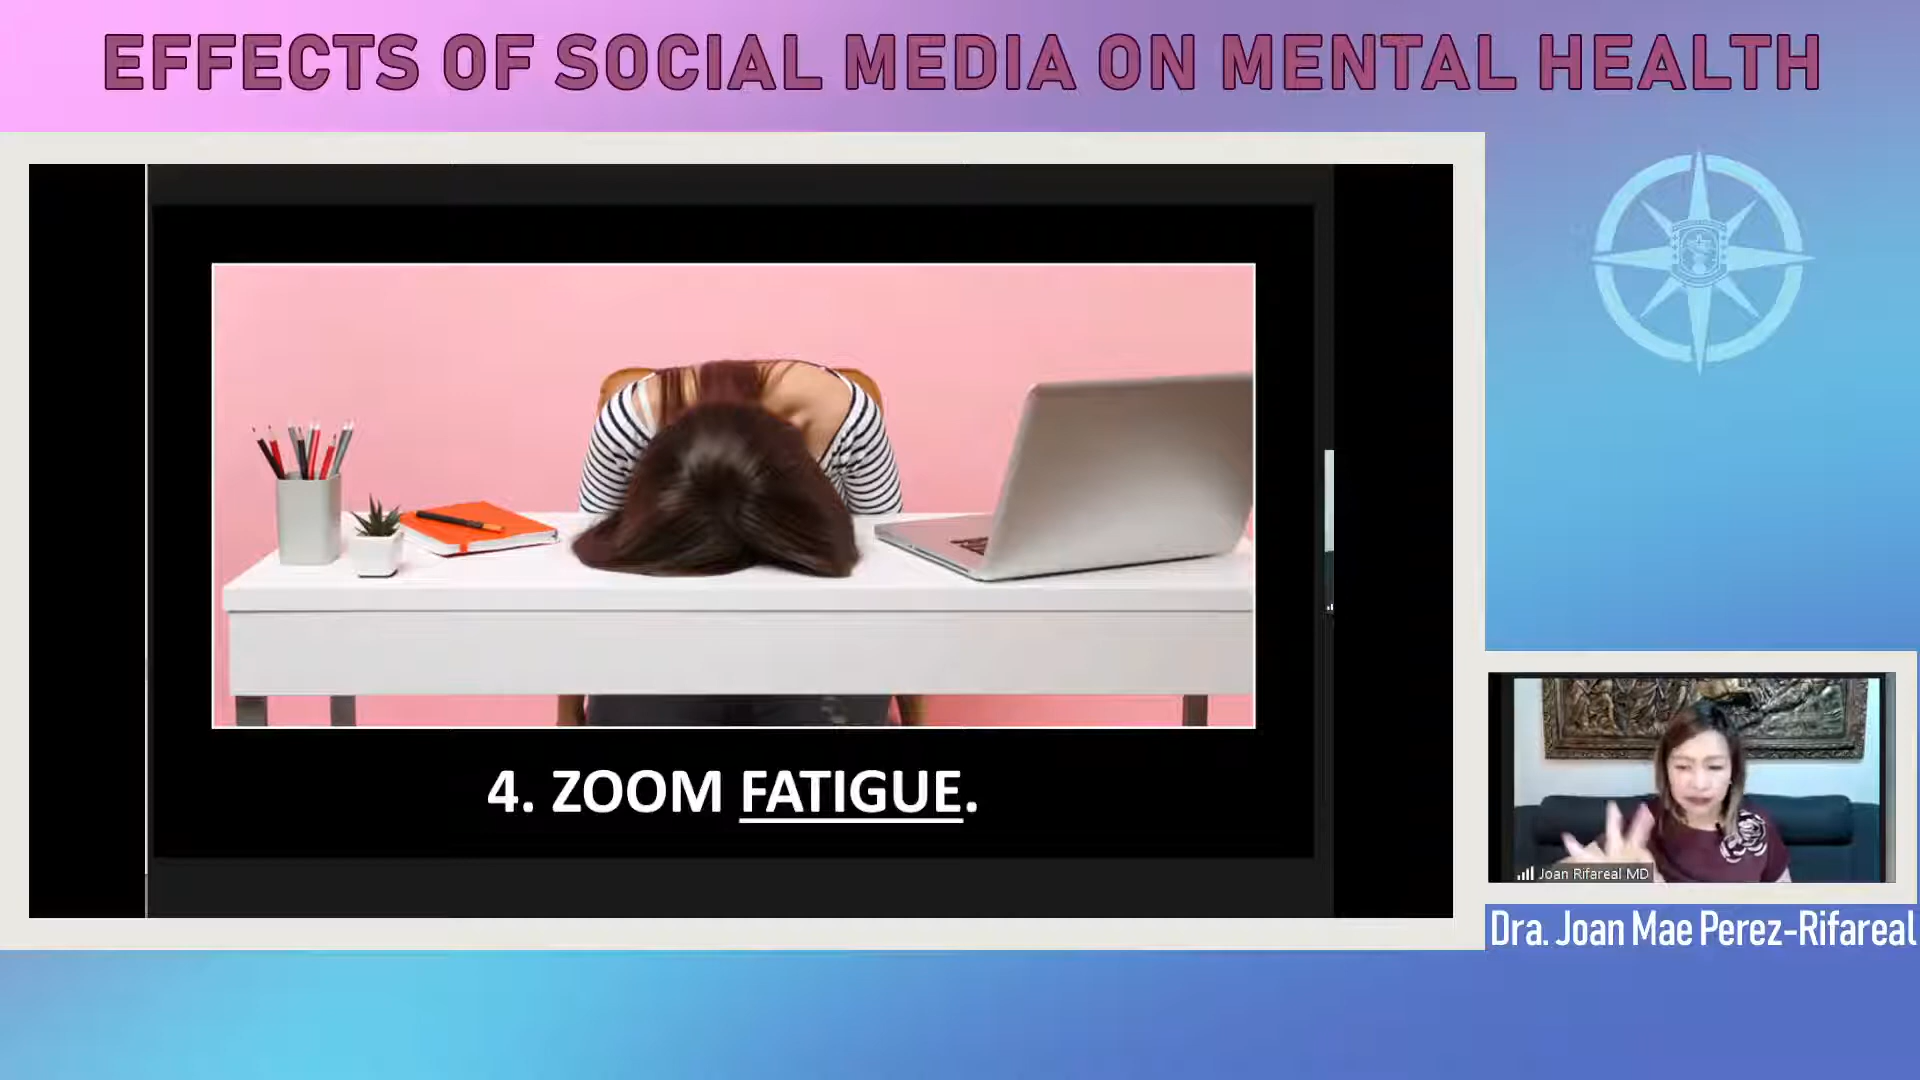 EFFECTS OF SOCIAL MEDIA ON MENTAL HEALTH
4. ZOOM FATIGUE.
Joan Rifareal MD
Dra. Joan Mae Perez-Rifareal